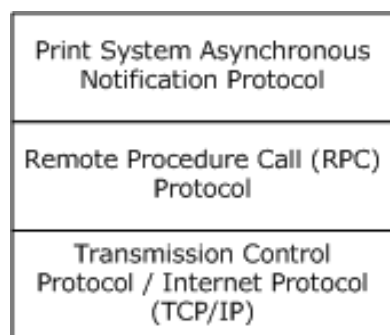 Print System Asynchronous
Notification Protocol
Remote Procedure Call (RPC)
Protocol
Transmission Control
Protocol / Internet Protocol
(TCP/IP)